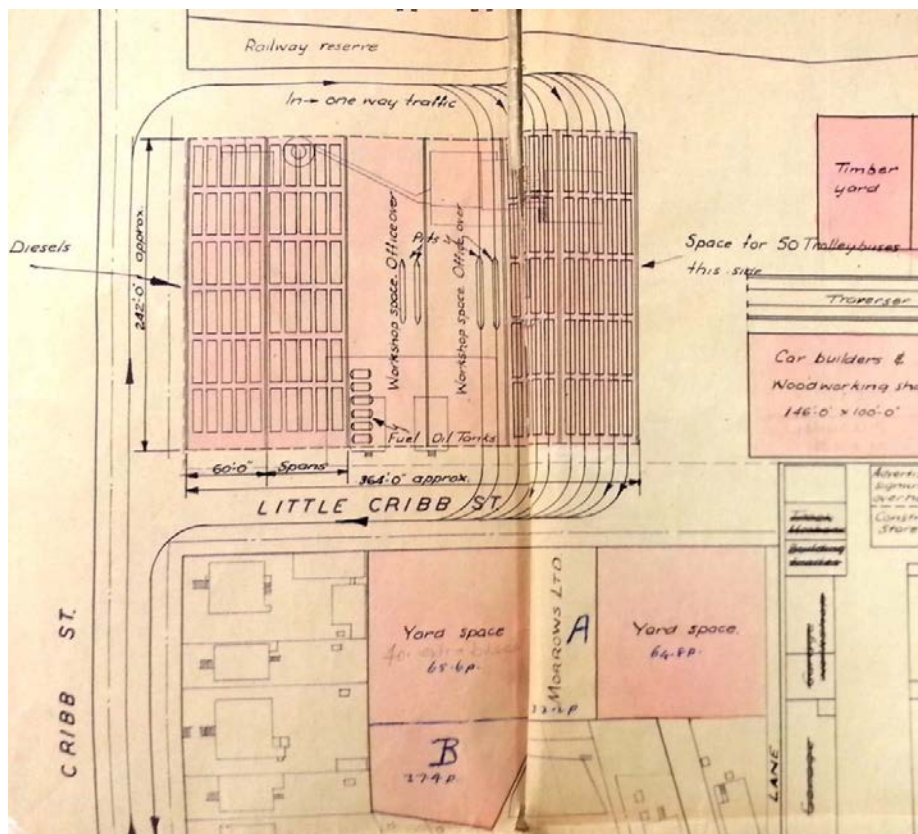 Railway reserve
In → one way traffic
Timber
yard
Diesels
242'·0" approx.
Workshop space. Office over
Pits
Workshop space. Office over
Space for 50 Trolleybuses
this side
Traverser
Car builders &
Woodworking
146'·0" × 100'·0"
Fuel Oil Tanks
60'·0" Spans
364'·0" approx.
LITTLE CRIBB ST.
CRIBB ST.
Yard space
65·6p.
MORROWS LTD.
A
Yard space.
64·8p.
B
27·4p.
LANE
Garage